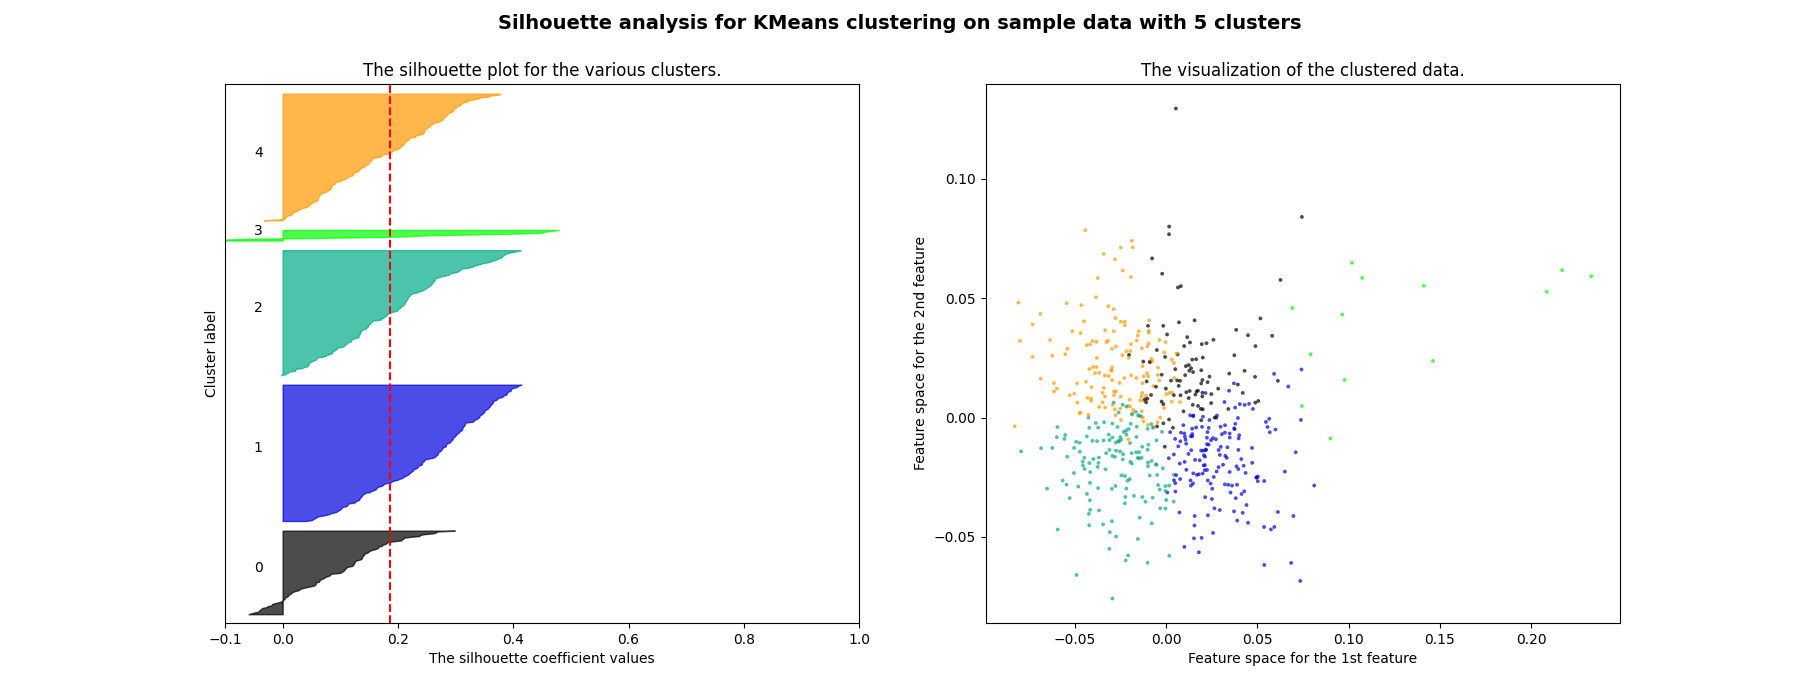 Silhouette analysis for KMeans clustering on sample data with 5 clusters
The silhouette plot for the various clusters.
4
3
2
1
0
Cluster label
−0.1 0.0 0.2 0.4 0.6 0.8 1.0
The silhouette coefficient values
The visualization of the clustered data.
0.10
0.05
0.00
−0.05
Feature space for the 2nd feature
−0.05 0.00 0.05 0.10 0.15 0.20
Feature space for the 1st feature